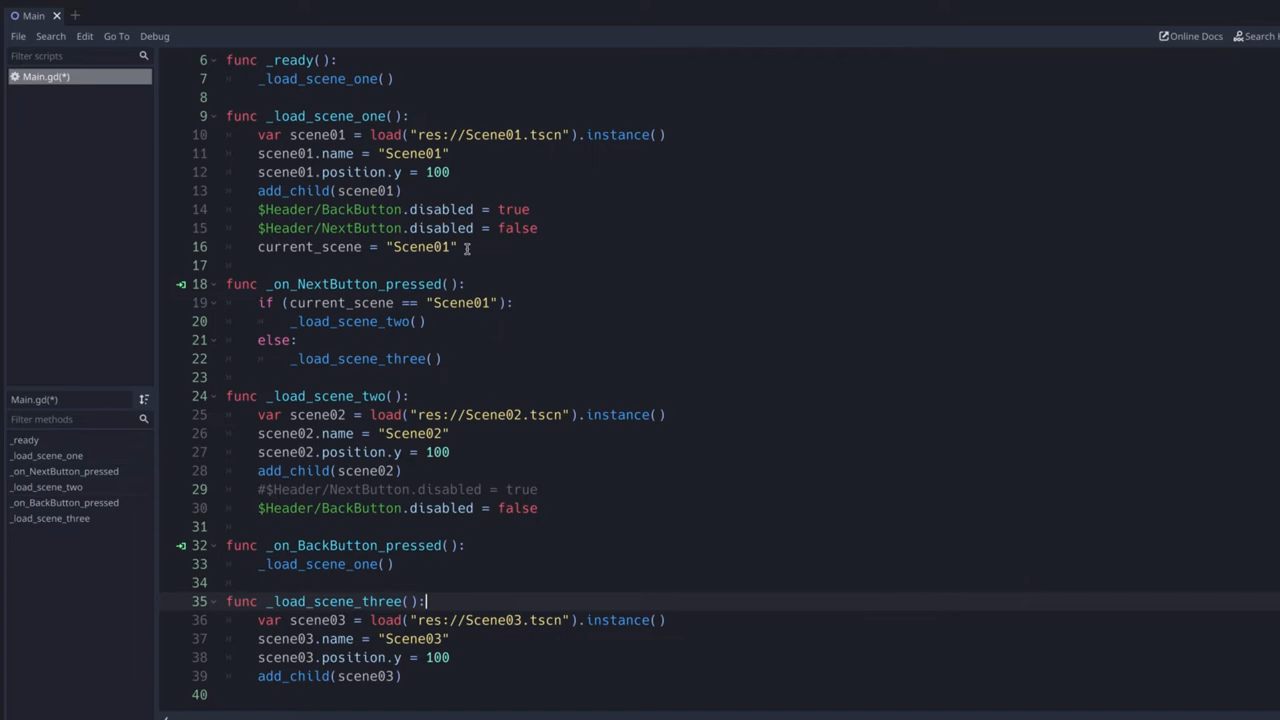 Main
File Search Edit Go To Debug
Online Docs Search
Filter scripts
Main.gd(*)
Main.gd(*)
Filter methods
_ready
_load_scene_one
_on_NextButton_pressed
_load_scene_two
_on_BackButton_pressed
_load_scene_three
6 func _ready():
7 _load_scene_one()
8
9 func _load_scene_one():
10 var scene01 = load("res://Scene01.tscn").instance()
11 scene01.name = "Scene01"
12 scene01.position.y = 100
13 add_child(scene01)
14 $Header/BackButton.disabled = true
15 $Header/NextButton.disabled = false
16 current_scene = "Scene01"
17
18 func _on_NextButton_pressed():
19 if (current_scene == "Scene01"):
20 _load_scene_two()
21 else:
22 _load_scene_three()
23
24 func _load_scene_two():
25 var scene02 = load("res://Scene02.tscn").instance()
26 scene02.name = "Scene02"
27 scene02.position.y = 100
28 add_child(scene02)
29 #$Header/NextButton.disabled = true
30 $Header/BackButton.disabled = false
31
32 func _on_BackButton_pressed():
33 _load_scene_one()
34
35 func _load_scene_three():
36 var scene03 = load("res://Scene03.tscn").instance()
37 scene03.name = "Scene03"
38 scene03.position.y = 100
39 add_child(scene03)
40